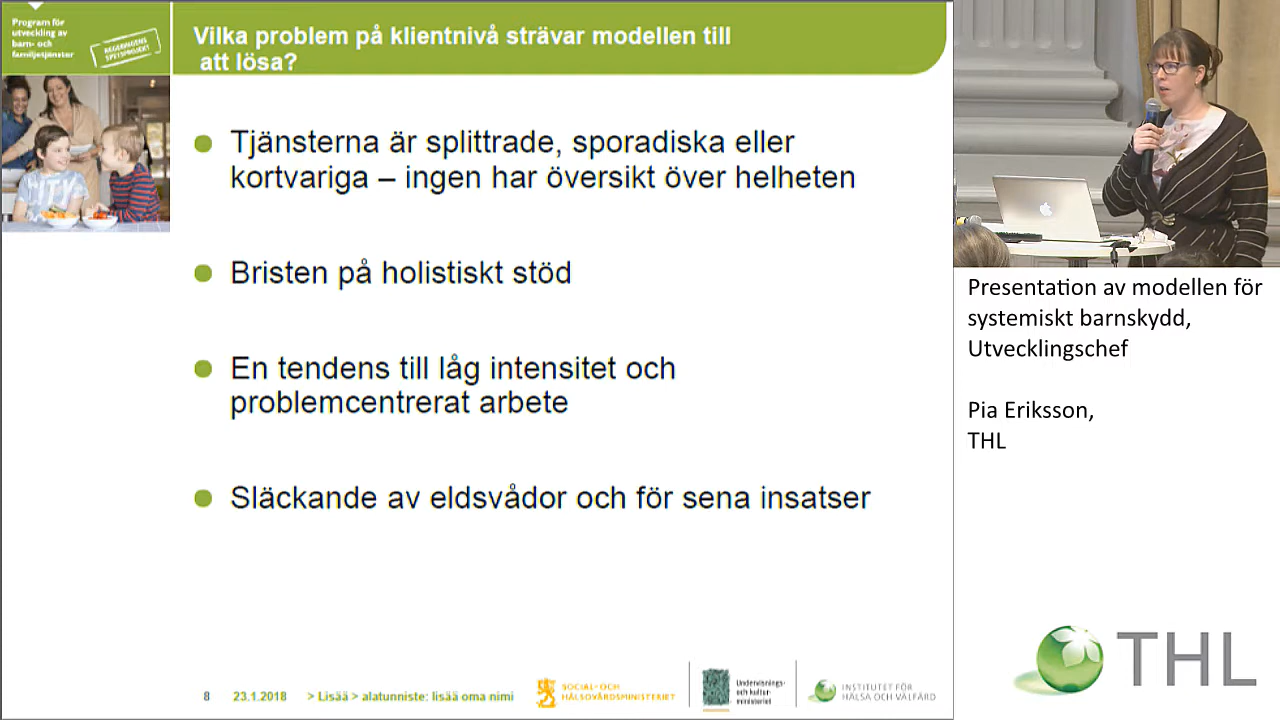 Program för
utveckling av
barn- och
familjetjänster
REGERINGENS
SPETSPROJEKT
Vilka problem på klientnivå strävar modellen till
att lösa?
Tjänsterna är splittrade, sporadiska eller
kortvariga – ingen har översikt över helheten
Bristen på holistiskt stöd
En tendens till låg intensitet och
problemcentrerat arbete
Släckande av eldsvådor och för sena insatser
8 23.1.2018 > Lisää > alatunniste: lisää oma nimi
SOCIAL- OCH
HÄLSOVÅRDSMINISTERIET
Undervisnings-
och kultur-
ministeriet
INSTITUTET FÖR
HÄLSA OCH VÄLFÄRD
Presentation av modellen för
systemiskt barnskydd,
Utvecklingschef
Pia Eriksson,
THL
THL